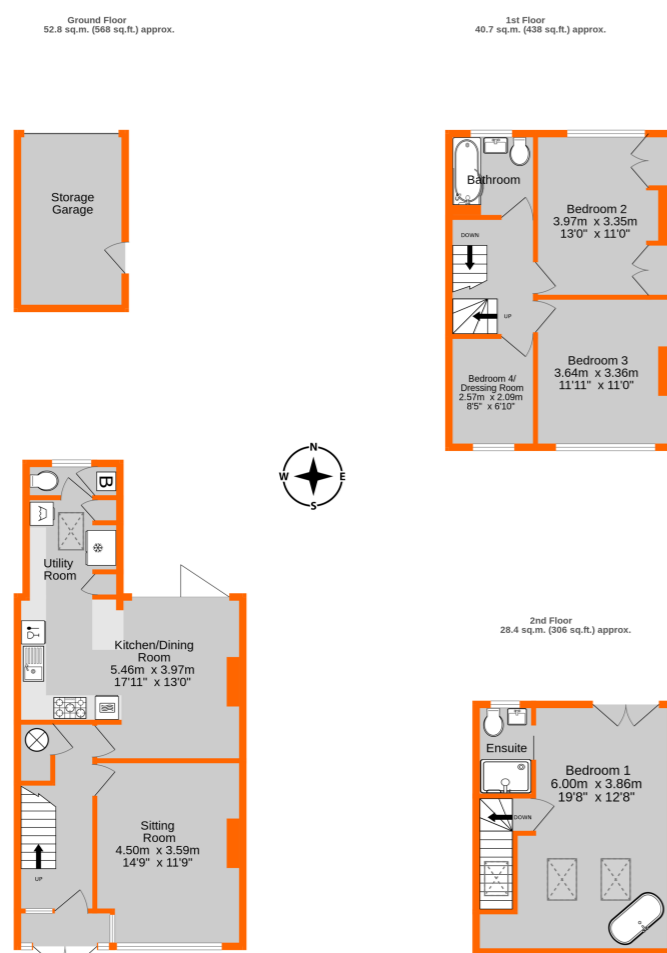 Ground Floor
52.8 sq.m. (568 sq.ft.) approx.
1st Floor
40.7 sq.m. (438 sq.ft.) approx.
Storage
Garage
Bathroom
DOWN
UP
Bedroom 2
3.97m x 3.35m
13'0" x 11'0"
Bedroom 3
3.64m x 3.36m
11'11" x 11'0"
Bedroom 4/
Dressing Room
2.57m x 2.09m
8'5" x 6'10"
N
W
E
S
B
Utility
Room
Kitchen/Dining
Room
5.46m x 3.97m
17'11" x 13'0"
Sitting
Room
4.50m x 3.59m
14'9" x 11'9"
UP
2nd Floor
28.4 sq.m. (306 sq.ft.) approx.
Ensuite
DOWN
Bedroom 1
6.00m x 3.86m
19'8" x 12'8"